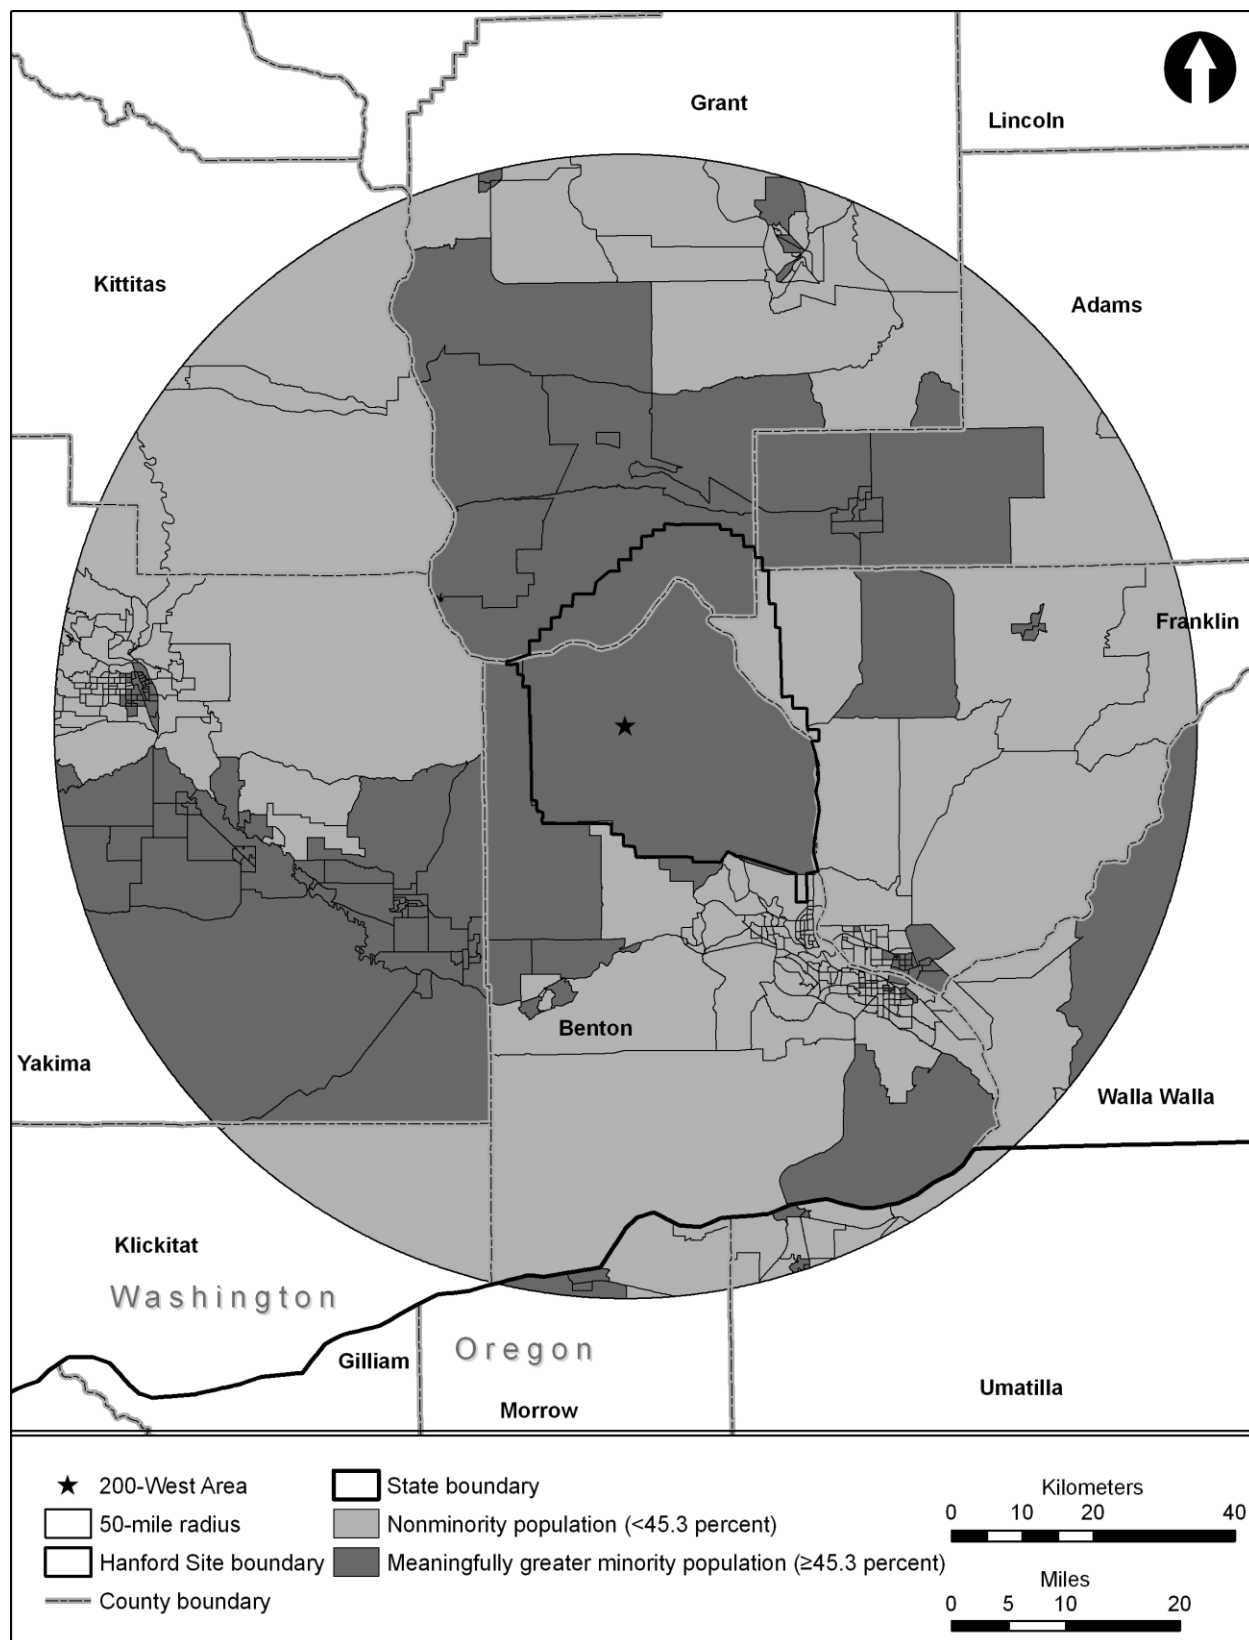 Grant
Lincoln
Kittitas
Adams
Franklin
Benton
Yakima
Walla Walla
Klickitat
Washington
Gilliam
Oregon
Umatilla
Morrow
200-West Area
State boundary
Kilometers
50-mile radius
Nonminority population (<45.3 percent)
0 10 20 40
Hanford Site boundary
Meaningfully greater minority population (≥45.3 percent)
Miles
County boundary
0 5 10 20